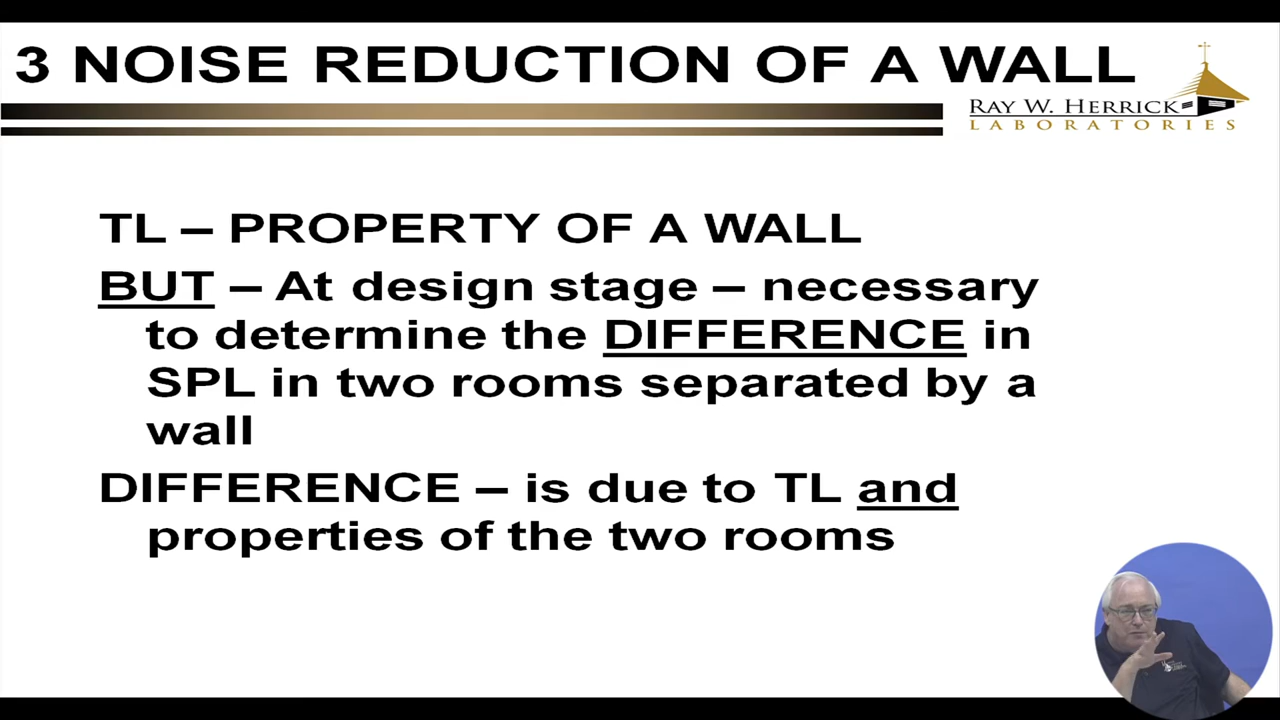 3 NOISE REDUCTION OF A WALL
RAY W. HERRICK
LABORATORIES
TL – PROPERTY OF A WALL
BUT – At design stage – necessary
to determine the DIFFERENCE in
SPL in two rooms separated by a
wall
DIFFERENCE – is due to TL and
properties of the two rooms